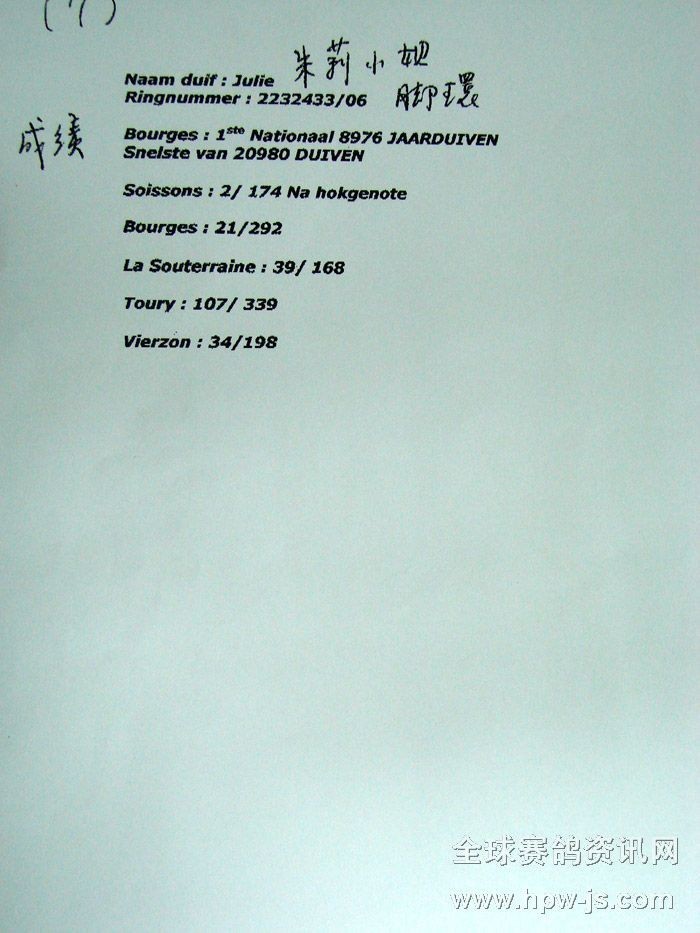 (7)
Naam duif : Julie 朱莉小姐
Ringnummer : 2232433/06 脚环
成绩 Bourges : 1ste Nationaal 8976 JAARDUIVEN
Snelste van 20980 DUIVEN
Soissons : 2/ 174 Na hokgenote
Bourges : 21/292
La Souterraine : 39/ 168
Toury : 107/ 339
Vierzon : 34/198
全球赛鸽资讯网
www.hpw-js.com